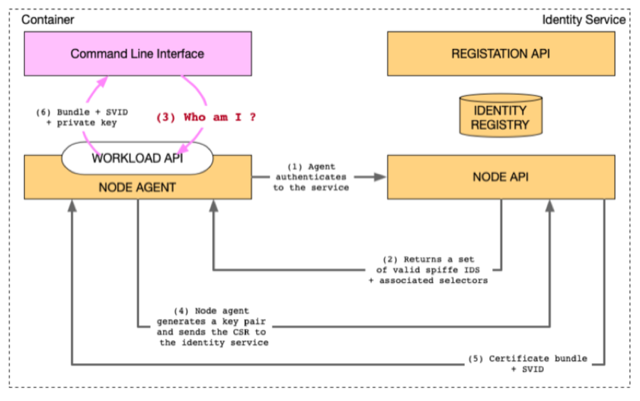 Container
Identity Service
Command Line Interface
REGISTATION API
(6) Bundle + SVID
+ private key
(3) Who am I ?
IDENTITY
REGISTRY
WORKLOAD API
NODE AGENT
(1) Agent
authenticates
to the service
NODE API
(2) Returns a set
of valid spiffe IDS
+ associated selectors
(4) Node agent
generates a key pair
and sends the CSR to
the identity service
(5) Certificate bundle
+ SVID